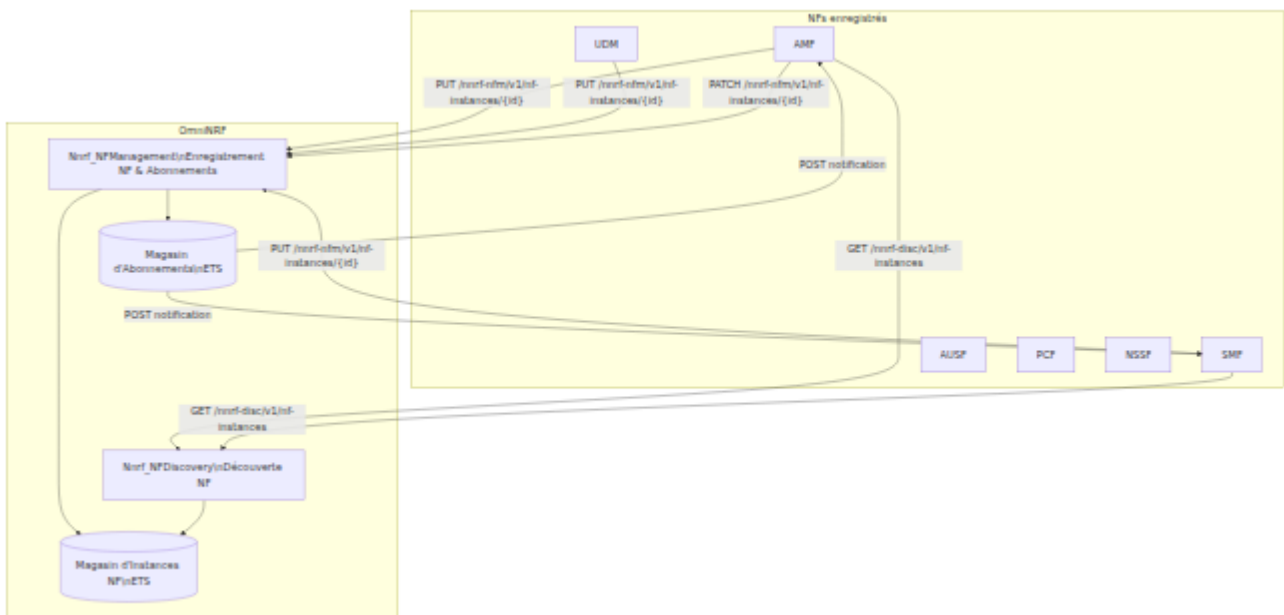 NFs enregistrés
UDM
AMF
PUT /nnrf-nfm/v1/nf-
instances/{id}
PUT /nnrf-nfm/v1/nf-
instances/{id}
PATCH /nnrf-nfm/v1/nf-
instances/{id}
OmniNRF
Nnrf_NFManagement\nEnregistrement
NF & Abonnements
POST notification
Magasin
d'Abonnements\nETS
PUT /nnrf-nfm/v1/nf-
instances/{id}
GET /nnrf-disc/v1/nf-
instances
POST notification
AUSF
PCF
NSSF
SMF
GET /nnrf-disc/v1/nf-
instances
Nnrf_NFDiscovery\nDécouverte
NF
Magasin d'Instances
NF\nETS